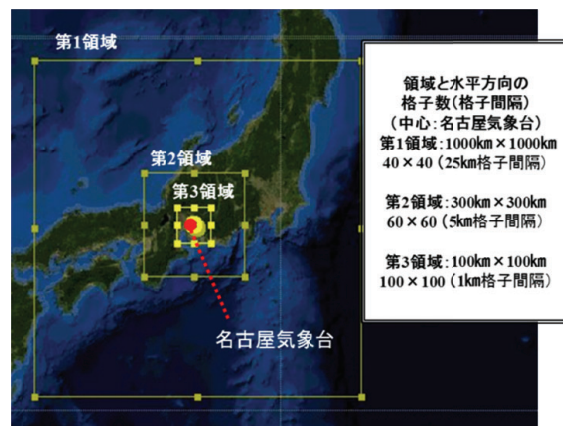 第1領域
第2領域
第3領域
名古屋気象台
領域と水平方向の
格子数(格子間隔)
(中心:名古屋気象台)
第1領域:1000km×1000km
40×40(25km格子間隔)
第2領域:300km×300km
60×60(5km格子間隔)
第3領域:100km×100km
100×100(1km格子間隔)